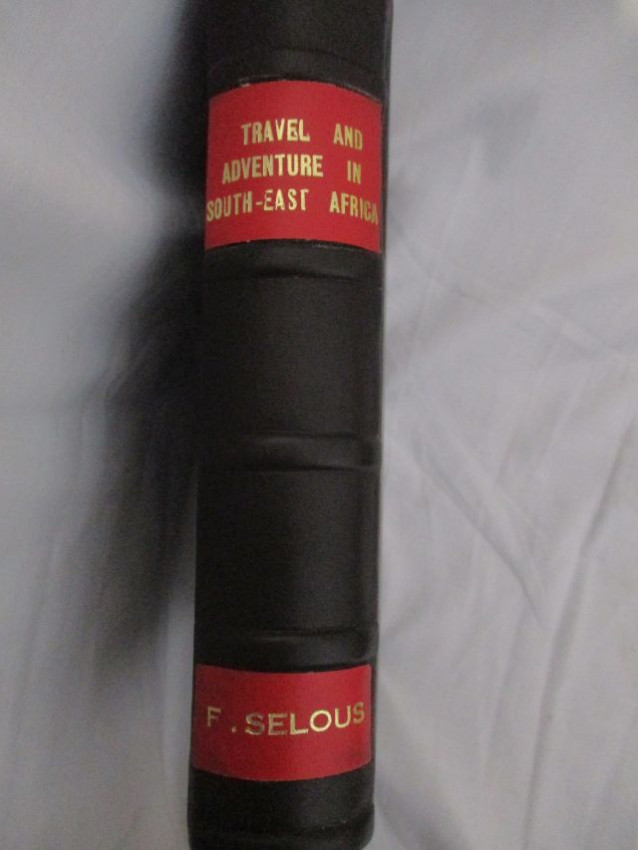 TRAVEL AND
ADVENTURE IN
SOUTH-EAST AFRICA
F. SELOUS